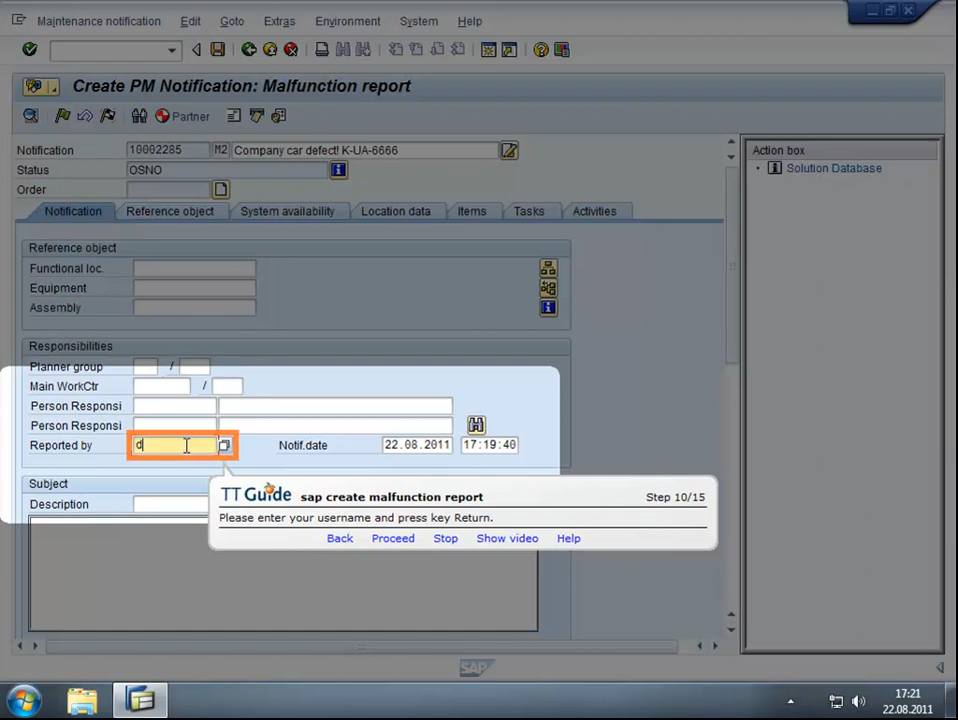 Maintenance notification Edit Goto Extras Environment System Help
Create PM Notification: Malfunction report
Partner
Notification 10002285 M2 Company car defect! K-UA-6666
Status OSNO
Order
Notification Reference object System availability Location data Items Tasks Activities
Reference object
Functional loc.
Equipment
Assembly
Responsibilities
Planner group /
Main WorkCtr /
Person Responsi
Person Responsi
Reported by d Notif.date 22.08.2011 17:19:40
Subject
Description
TT Guide sap create malfunction report Step 10/15
Please enter your username and press key Return.
Back Proceed Stop Show video Help
Action box
Solution Database
SAP
17:21
22.08.2011